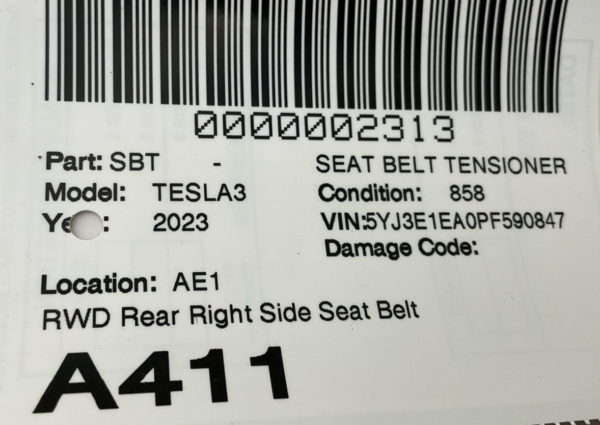 0000002313
Part: SBT - SEAT BELT TENSIONER
Model: TESLA3 Condition: 858
2023 VIN:5YJ3E1EA0PF590847
Damage Code:
Location: AE1
RWD Rear Right Side Seat Belt
A411